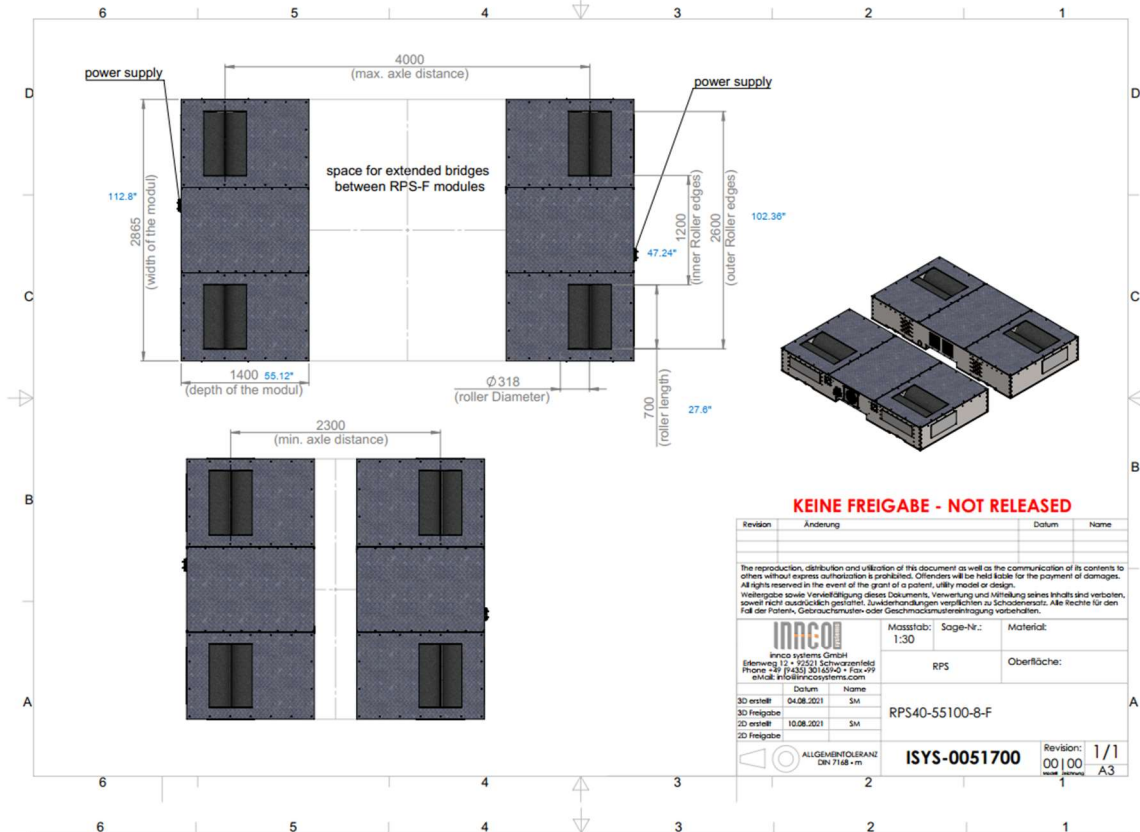 6 5 4 3 2 1
D
D
C
C
B
B
A
A
power supply
4000
(max. axle distance)
power supply
space for extended bridges
between RPS-F modules
112.8"
2865
(width of the modul)
47.24"
1200
(inner Roller edges)
2600
(outer Roller edges)
102.36"
1400 55.12"
(depth of the modul)
Ø318
(roller Diameter)
700
(roller length)
27.6"
2300
(min. axle distance)
KEINE FREIGABE - NOT RELEASED
Revision Änderung Datum Name
The reproduction, distribution and utilization of this document as well as the communication of its contents to
others without express authorization is prohibited. Offenders will be held liable for the payment of damages.
All rights reserved in the event of the grant of a patent, utility model or design.
Weitergabe sowie Vervielfältigung dieses Dokuments, Verwertung und Mitteilung seines Inhalts sind verboten,
soweit nicht ausdrücklich gestattet. Zuwiderhandlungen verpflichten zu Schadenersatz. Alle Rechte für den
Fall der Patent-, Gebrauchsmuster- oder Geschmacksmustereintragung vorbehalten.
INNCO
innco systems GmbH
Erlenweg 12 • 92521 Schwarzenfeld
Phone +49 (9435) 301659-0 • Fax -99
eMail: info@inncosystems.com
Massstab:
1:30
Sage-Nr.:
Material:
RPS
Oberfläche:
Datum Name
3D erstellt 04.08.2021 SM
3D Freigabe
2D erstellt 10.08.2021 SM
2D Freigabe
RPS40-55100-8-F
ALLGEMEINTOLERANZ
DIN 7168 - m
ISYS-0051700
Revision:
00|00
1/1
A3
6 5 4 3 2 1
6 5 4 3 2 1